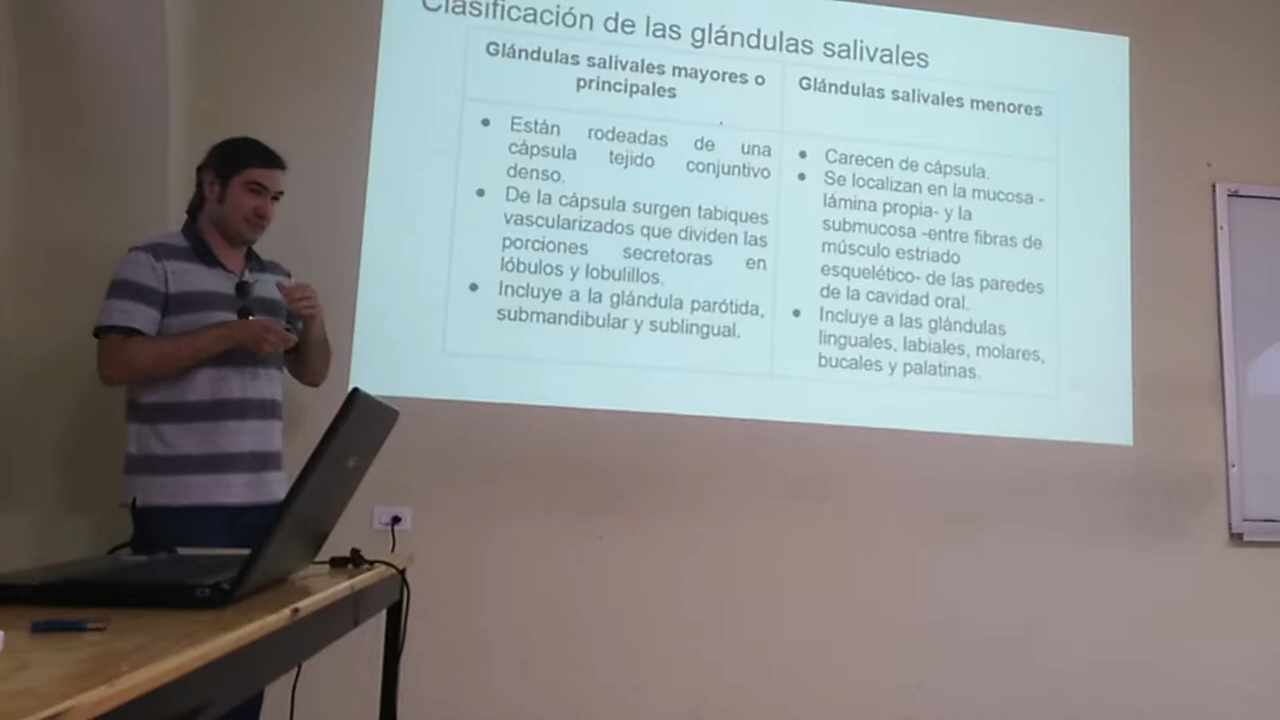 Clasificación de las glándulas salivales
Glándulas salivales mayores o
principales
● Están rodeadas de una
cápsula tejido conjuntivo
denso.
● De la cápsula surgen tabiques
vascularizados que dividen las
porciones secretoras en
lóbulos y lobulillos.
● Incluye a la glándula parótida,
submandibular y sublingual.
Glándulas salivales menores
● Carecen de cápsula.
● Se localizan en la mucosa -
lámina propia- y la
submucosa -entre fibras de
músculo estriado
esquelético- de las paredes
de la cavidad oral.
● Incluye a las glándulas
linguales, labiales, molares,
bucales y palatinas.